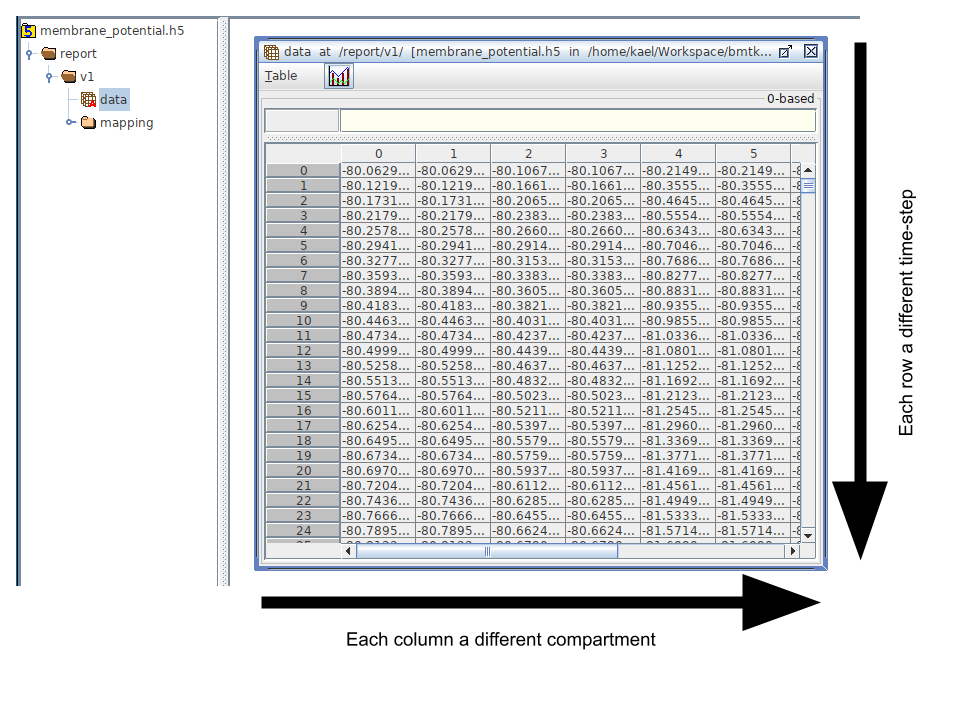 membrane_potential.h5
report
v1
data
mapping
data at /report/v1/ [membrane_potential.h5 in /home/kael/Workspace/bmtk...
Table
0-based
0 1 2 3 4 5
0 -80.0629... -80.0629... -80.1067... -80.1067... -80.2149... -80.2149... -8
1 -80.1219... -80.1219... -80.1661... -80.1661... -80.3555... -80.3555... -8
2 -80.1731... -80.1731... -80.2065... -80.2065... -80.4645... -80.4645... -8
3 -80.2179... -80.2179... -80.2383... -80.2383... -80.5554... -80.5554... -8
4 -80.2578... -80.2578... -80.2660... -80.2660... -80.6343... -80.6343... -8
5 -80.2941... -80.2941... -80.2914... -80.2914... -80.7046... -80.7046... -8
6 -80.3277... -80.3277... -80.3153... -80.3153... -80.7686... -80.7686... -8
7 -80.3593... -80.3593... -80.3383... -80.3383... -80.8277... -80.8277... -8
8 -80.3894... -80.3894... -80.3605... -80.3605... -80.8831... -80.8831... -8
9 -80.4183... -80.4183... -80.3821... -80.3821... -80.9355... -80.9355... -8
10 -80.4463... -80.4463... -80.4031... -80.4031... -80.9855... -80.9855... -8
11 -80.4734... -80.4734... -80.4237... -80.4237... -81.0336... -81.0336... -8
12 -80.4999... -80.4999... -80.4439... -80.4439... -81.0801... -81.0801... -8
13 -80.5258... -80.5258... -80.4637... -80.4637... -81.1252... -81.1252... -8
14 -80.5513... -80.5513... -80.4832... -80.4832... -81.1692... -81.1692... -8
15 -80.5764... -80.5764... -80.5023... -80.5023... -81.2123... -81.2123... -8
16 -80.6011... -80.6011... -80.5211... -80.5211... -81.2545... -81.2545... -8
17 -80.6254... -80.6254... -80.5397... -80.5397... -81.2960... -81.2960... -8
18 -80.6495... -80.6495... -80.5579... -80.5579... -81.3369... -81.3369... -8
19 -80.6734... -80.6734... -80.5759... -80.5759... -81.3771... -81.3771... -8
20 -80.6970... -80.6970... -80.5937... -80.5937... -81.4169... -81.4169... -8
21 -80.7204... -80.7204... -80.6112... -80.6112... -81.4561... -81.4561... -8
22 -80.7436... -80.7436... -80.6285... -80.6285... -81.4949... -81.4949... -8
23 -80.7666... -80.7666... -80.6455... -80.6455... -81.5333... -81.5333... -8
24 -80.7895... -80.7895... -80.6624... -80.6624... -81.5714... -81.5714... -8
Each row a different time-step
Each column a different compartment